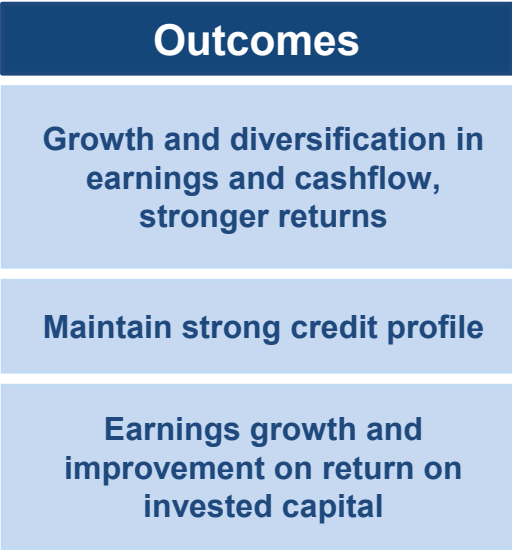 Outcomes
Growth and diversification in
earnings and cashflow,
stronger returns
Maintain strong credit profile
Earnings growth and
improvement on return on
invested capital